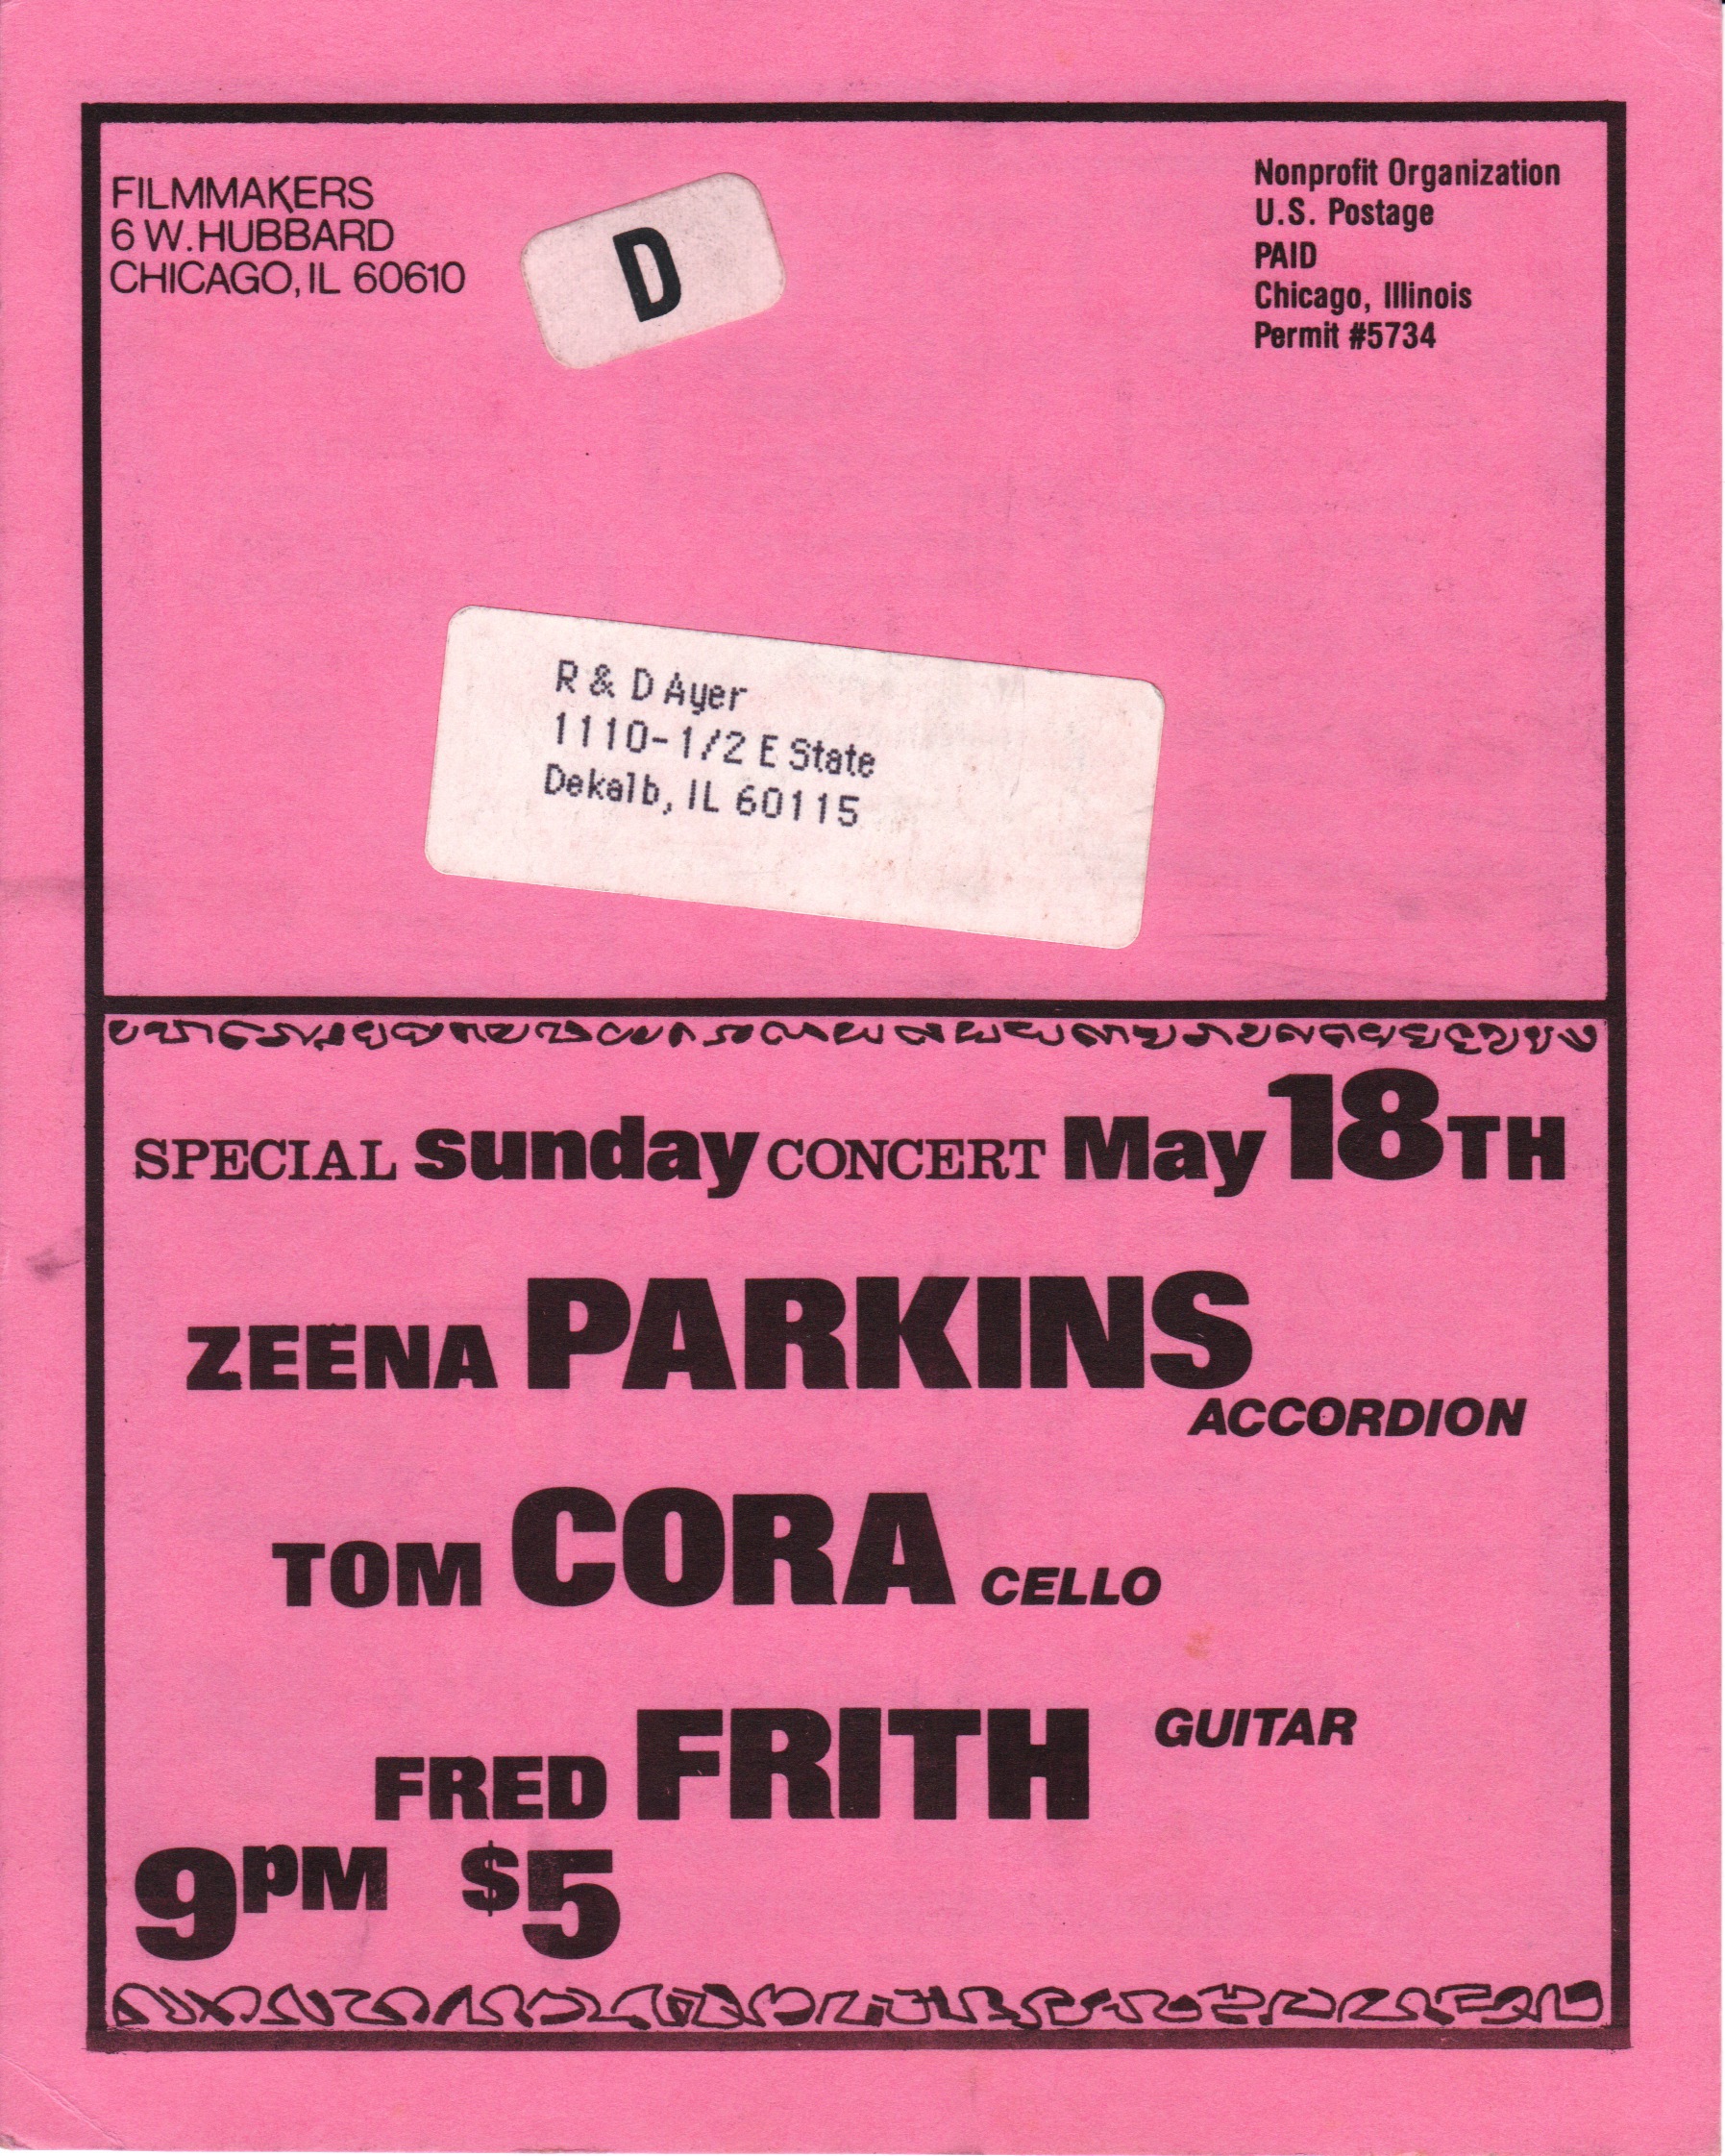 FILMMAKERS
6 W. HUBBARD
CHICAGO, IL 60610
D
Nonprofit Organization
U.S. Postage
PAID
Chicago, Illinois
Permit #5734
R & D Ayer
1110-1/2 E State
Dekalb, IL 60115
SPECIAL sunday CONCERT May 18TH
ZEENA PARKINS
ACCORDION
TOM CORA CELLO
FRED FRITH GUITAR
9PM $5